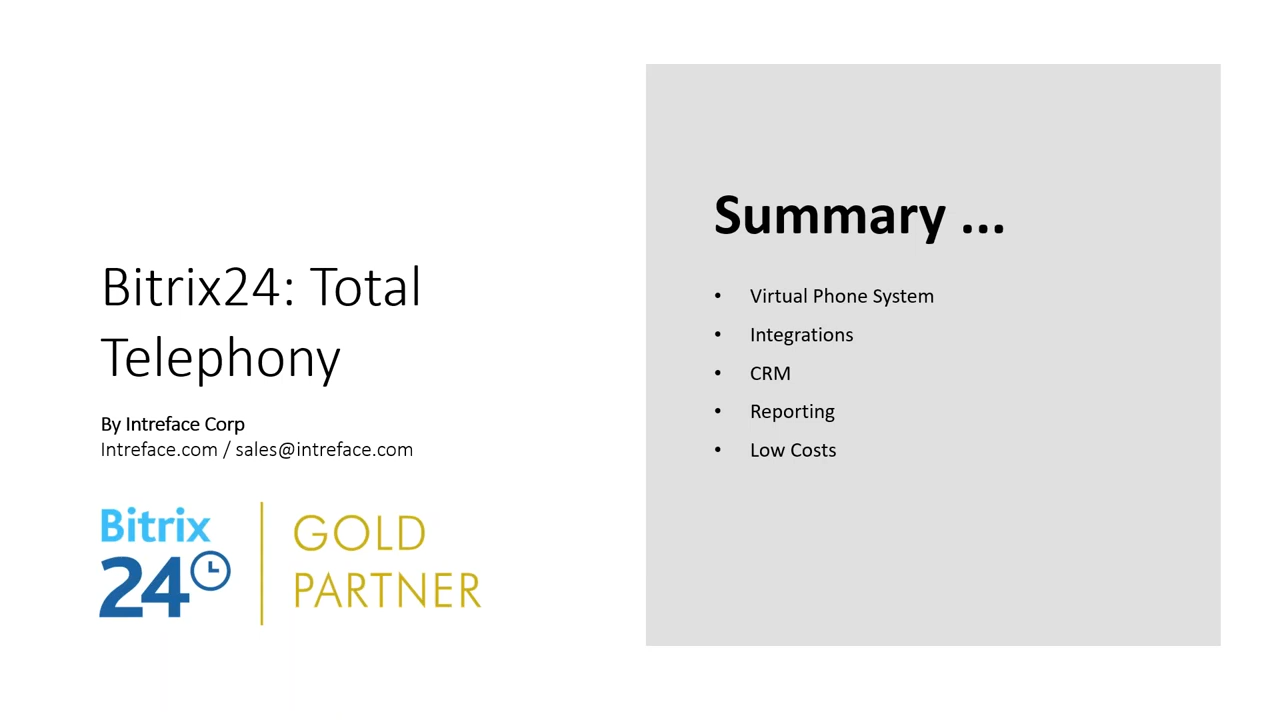 Bitrix24: Total
Telephony
By Intreface Corp
Intreface.com / sales@intreface.com
Bitrix
24
GOLD
PARTNER
Summary ...
• Virtual Phone System
• Integrations
• CRM
• Reporting
• Low Costs